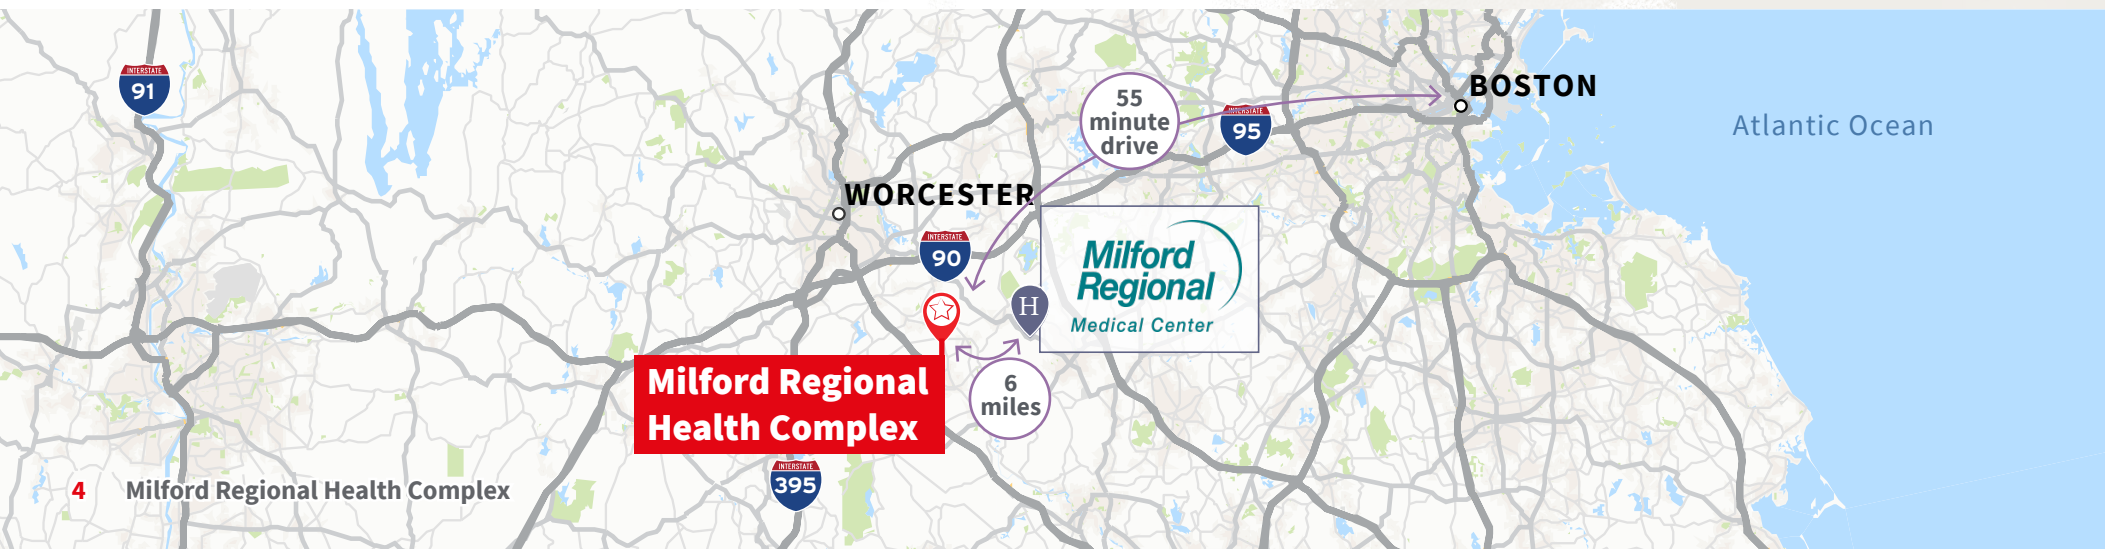 INTERSTATE
91
55
minute
drive
INTERSTATE
95
BOSTON
Atlantic Ocean
WORCESTER
INTERSTATE
90
Milford
Regional
Medical Center
H
Milford Regional
Health Complex
6
miles
INTERSTATE
395
4 Milford Regional Health Complex